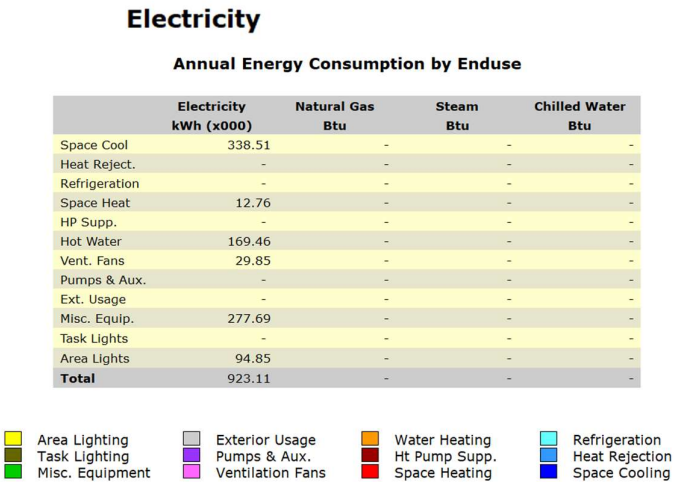 Electricity
Annual Energy Consumption by Enduse
Electricity Natural Gas Steam Chilled Water
kWh (x000) Btu Btu Btu
Space Cool 338.51 - - -
Heat Reject. - - - -
Refrigeration - - - -
Space Heat 12.76 - - -
HP Supp. - - - -
Hot Water 169.46 - - -
Vent. Fans 29.85 - - -
Pumps & Aux. - - - -
Ext. Usage - - - -
Misc. Equip. 277.69 - - -
Task Lights - - - -
Area Lights 94.85 - - -
Total 923.11 - - -
Area Lighting Exterior Usage Water Heating Refrigeration
Task Lighting Pumps & Aux. Ht Pump Supp. Heat Rejection
Misc. Equipment Ventilation Fans Space Heating Space Cooling